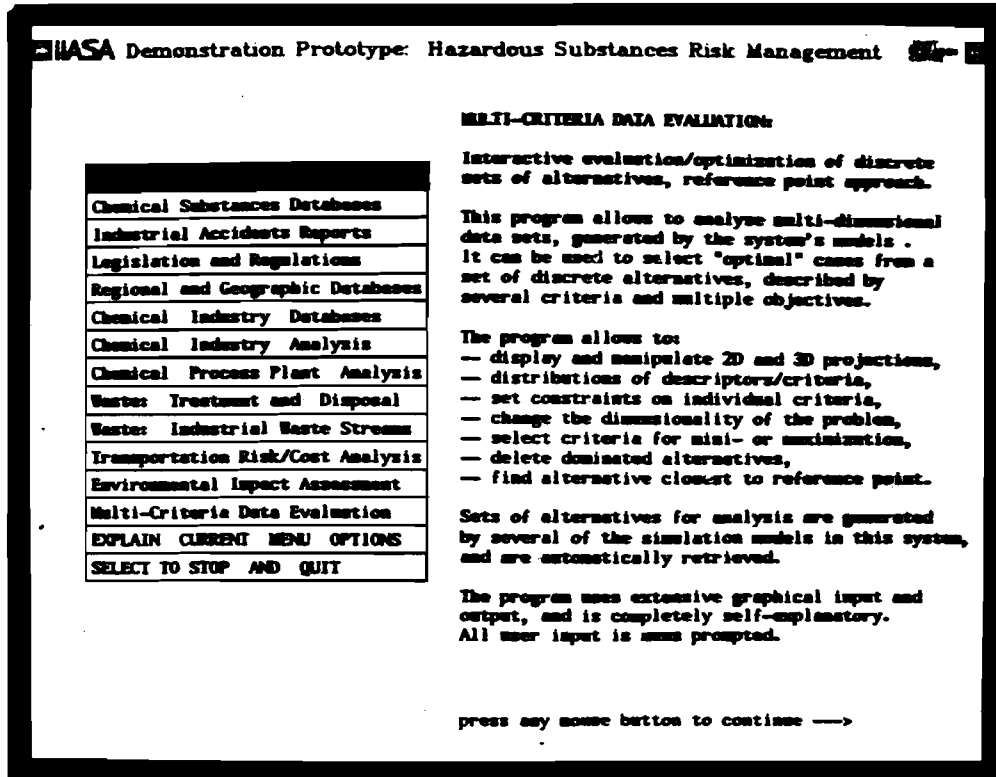 IIASA Demonstration Prototype: Hazardous Substances Risk Management
Chemical Substances Databases
Industrial Accidents Reports
Legislation and Regulations
Regional and Geographic Databases
Chemical Industry Databases
Chemical Industry Analysis
Chemical Process Plant Analysis
Waste: Treatment and Disposal
Waste: Industrial Waste Streams
Transportation Risk/Cost Analysis
Environmental Impact Assessment
Multi-Criteria Data Evaluation
EXPLAIN CURRENT MENU OPTIONS
SELECT TO STOP AND QUIT
MULTI-CRITERIA DATA EVALUATION:
Interactive evaluation/optimization of discrete
sets of alternatives, reference point approach.
This program allows to analyse multi-dimensional
data sets, generated by the system's models .
It can be used to select "optimal" cases from a
set of discrete alternatives, described by
several criteria and multiple objectives.
The program allows to:
— display and manipulate 2D and 3D projections,
— distributions of descriptors/criteria,
— set constraints on individual criteria,
— change the dimensionality of the problem,
— select criteria for mini- or maximization,
— delete dominated alternatives,
— find alternative closest to reference point.
Sets of alternatives for analysis are generated
by several of the simulation models in this system,
and are automatically retrieved.
The program uses extensive graphical input and
output, and is completely self-explanatory.
All user input is menu prompted.
press any mouse button to continue —–>